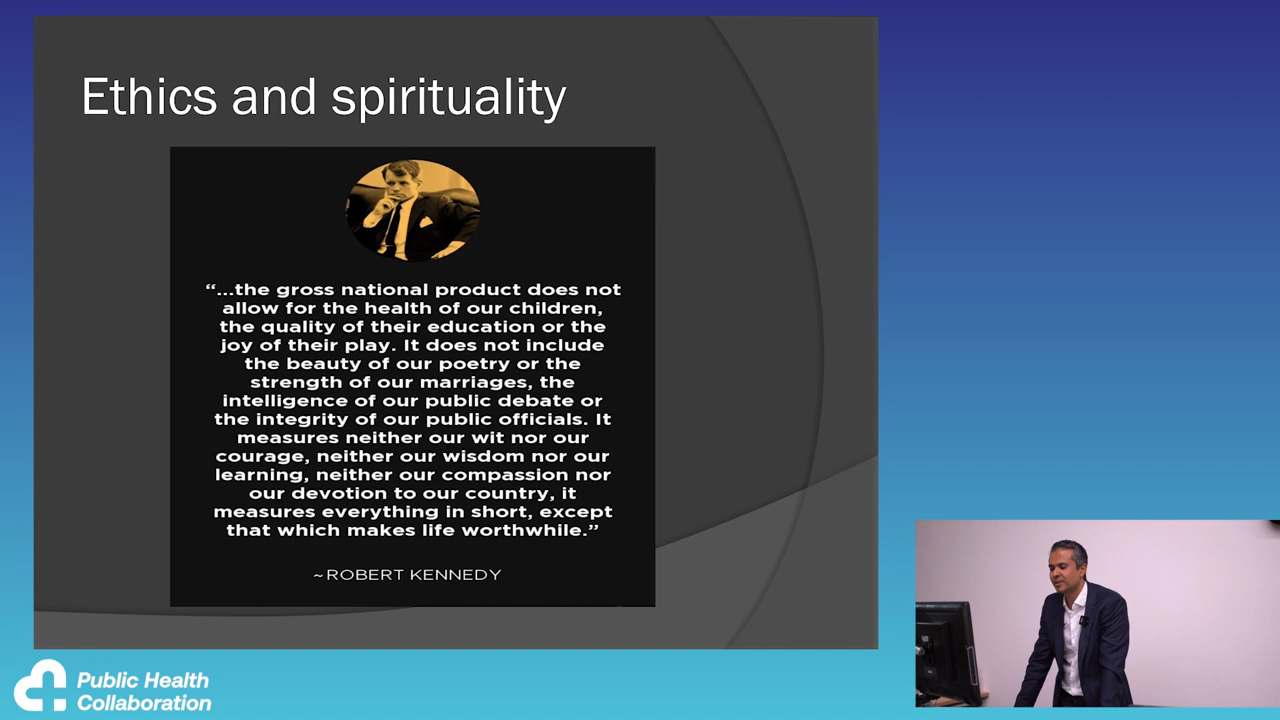 Ethics and spirituality
“...the gross national product does not
allow for the health of our children,
the quality of their education or the
joy of their play. It does not include
the beauty of our poetry or the
strength of our marriages, the
intelligence of our public debate or
the integrity of our public officials. It
measures neither our wit nor our
courage, neither our wisdom nor our
learning, neither our compassion nor
our devotion to our country, it
measures everything in short, except
that which makes life worthwhile.”
~ROBERT KENNEDY
Public Health
Collaboration